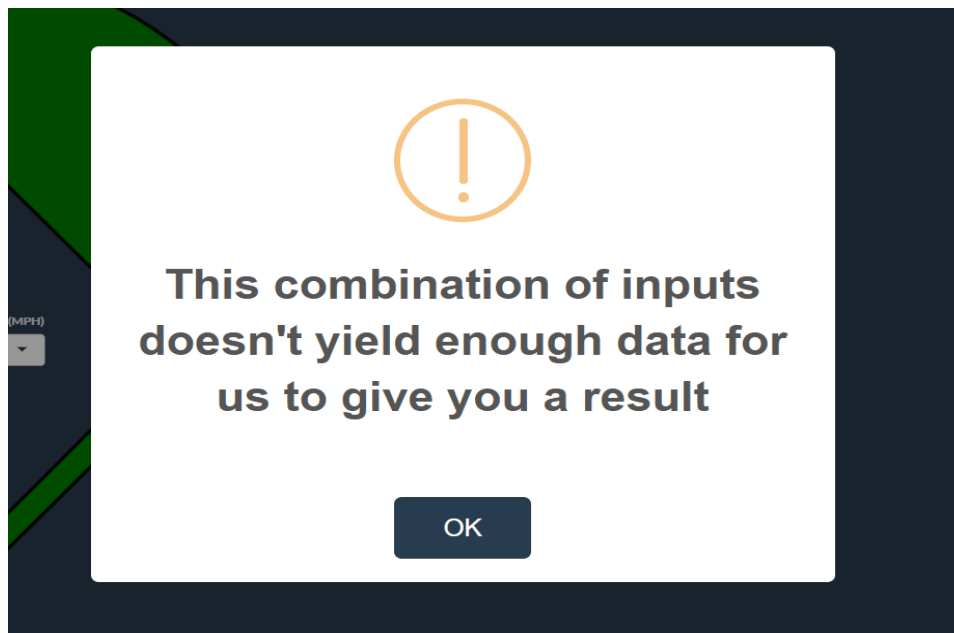 This combination of inputs
doesn't yield enough data for
us to give you a result
(MPH)
OK